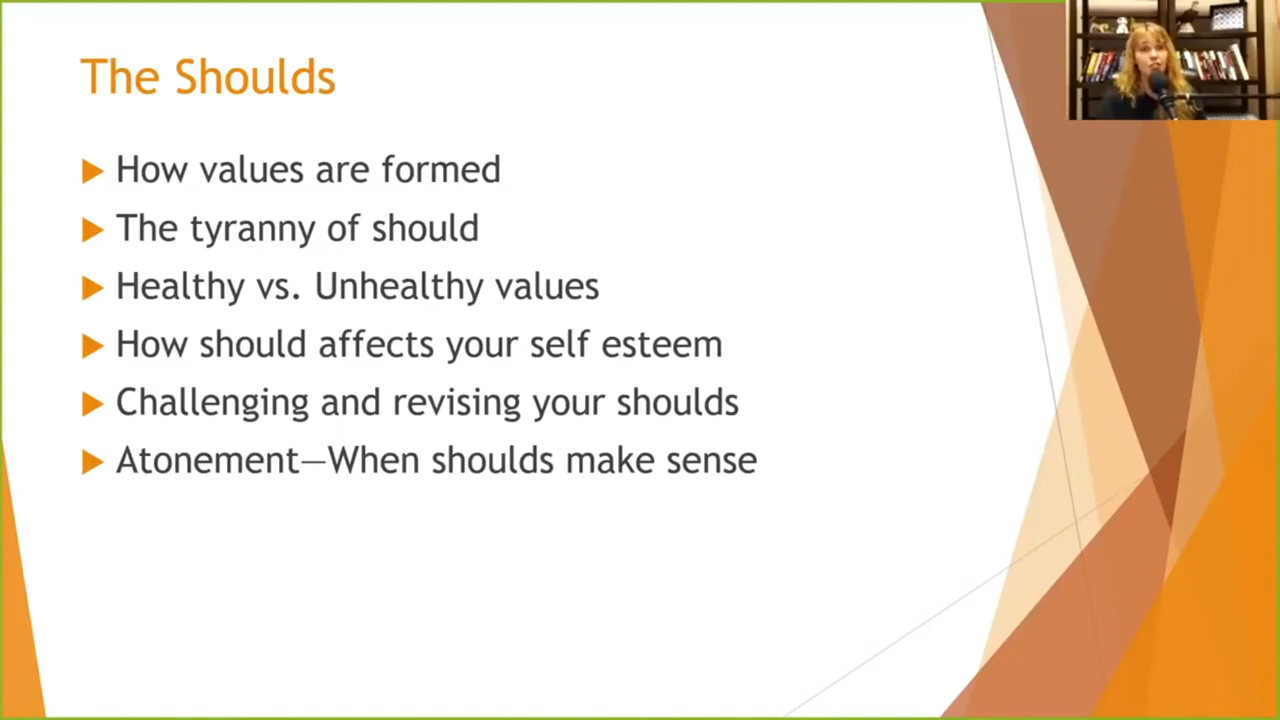 The Shoulds
How values are formed
The tyranny of should
Healthy vs. Unhealthy values
How should affects your self esteem
Challenging and revising your shoulds
Atonement—When shoulds make sense